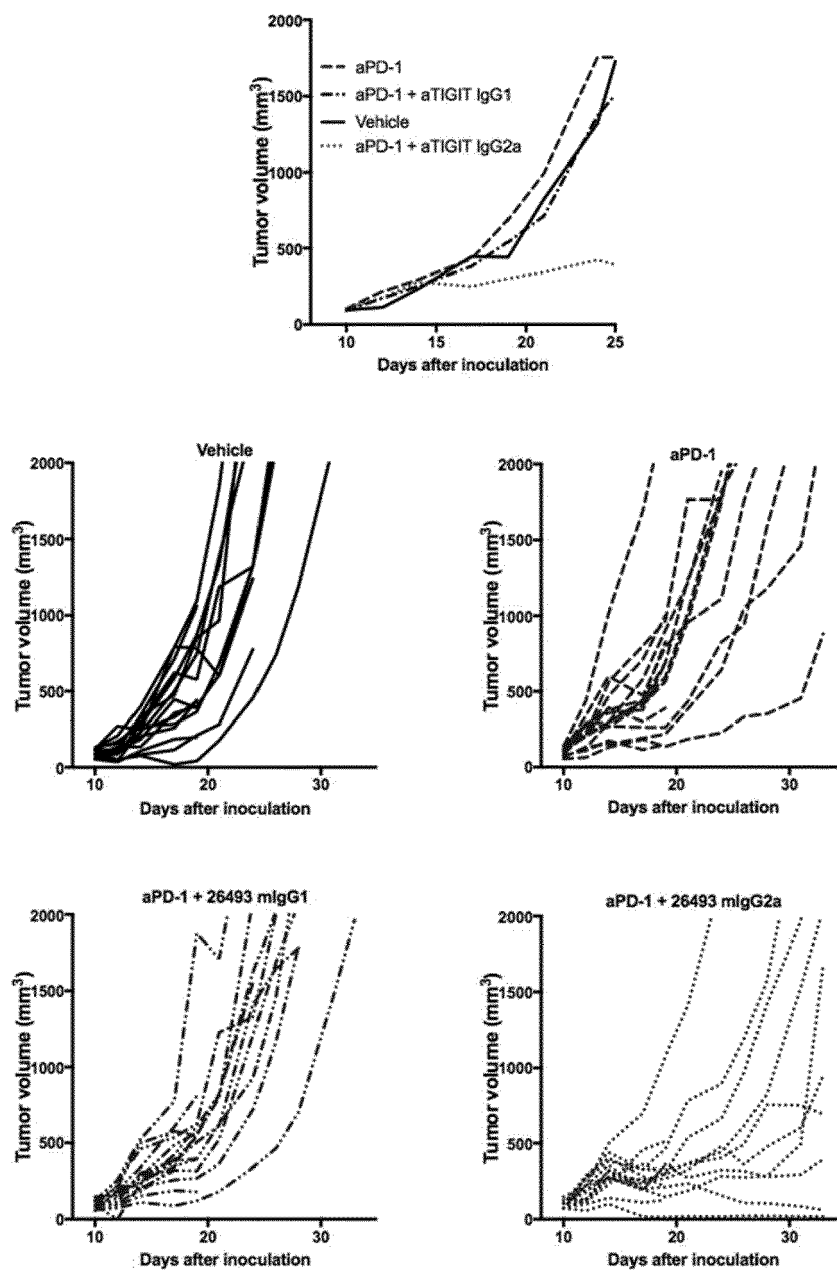 2000
1500
1000
500
0
Tumor volume (mm³)
aPD-1
aPD-1 + aTIGIT IgG1
Vehicle
aPD-1 + aTIGIT IgG2a
10 15 20 25
Days after inoculation
Vehicle
2000
1500
1000
500
0
Tumor volume (mm³)
10 20 30
Days after inoculation
aPD-1
2000
1500
1000
500
0
Tumor volume (mm³)
10 20 30
Days after inoculation
aPD-1 + 26493 mIgG1
2000
1500
1000
500
0
Tumor volume (mm³)
10 20 30
Days after inoculation
aPD-1 + 26493 mIgG2a
2000
1500
1000
500
0
Tumor volume (mm³)
10 20 30
Days after inoculation